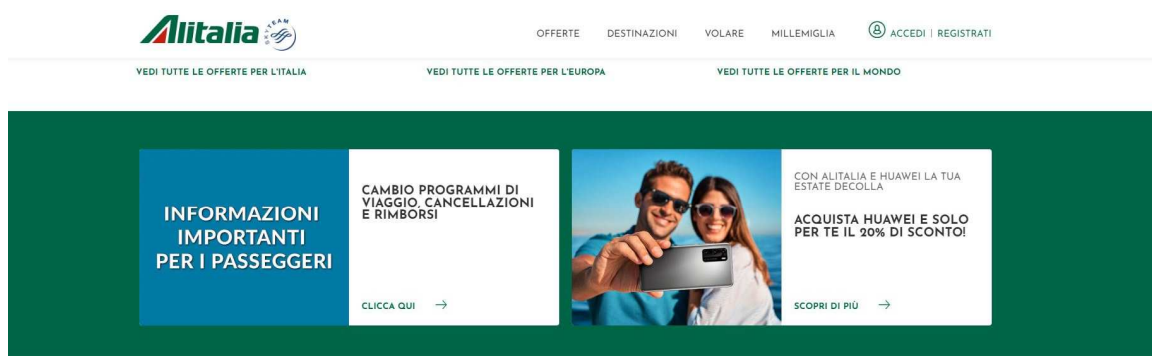 Alitalia SKYTEAM
OFFERTE DESTINAZIONI VOLARE MILLEMIGLIA ACCEDI | REGISTRATI
VEDI TUTTE LE OFFERTE PER L'ITALIA VEDI TUTTE LE OFFERTE PER L'EUROPA VEDI TUTTE LE OFFERTE PER IL MONDO
INFORMAZIONI
IMPORTANTI
PER I PASSEGGERI
CAMBIO PROGRAMMI DI
VIAGGIO, CANCELLAZIONI
E RIMBORSI
CLICCA QUI →
CON ALITALIA E HUAWEI LA TUA
ESTATE DECOLLA
ACQUISTA HUAWEI E SOLO
PER TE IL 20% DI SCONTO!
SCOPRI DI PIÙ →